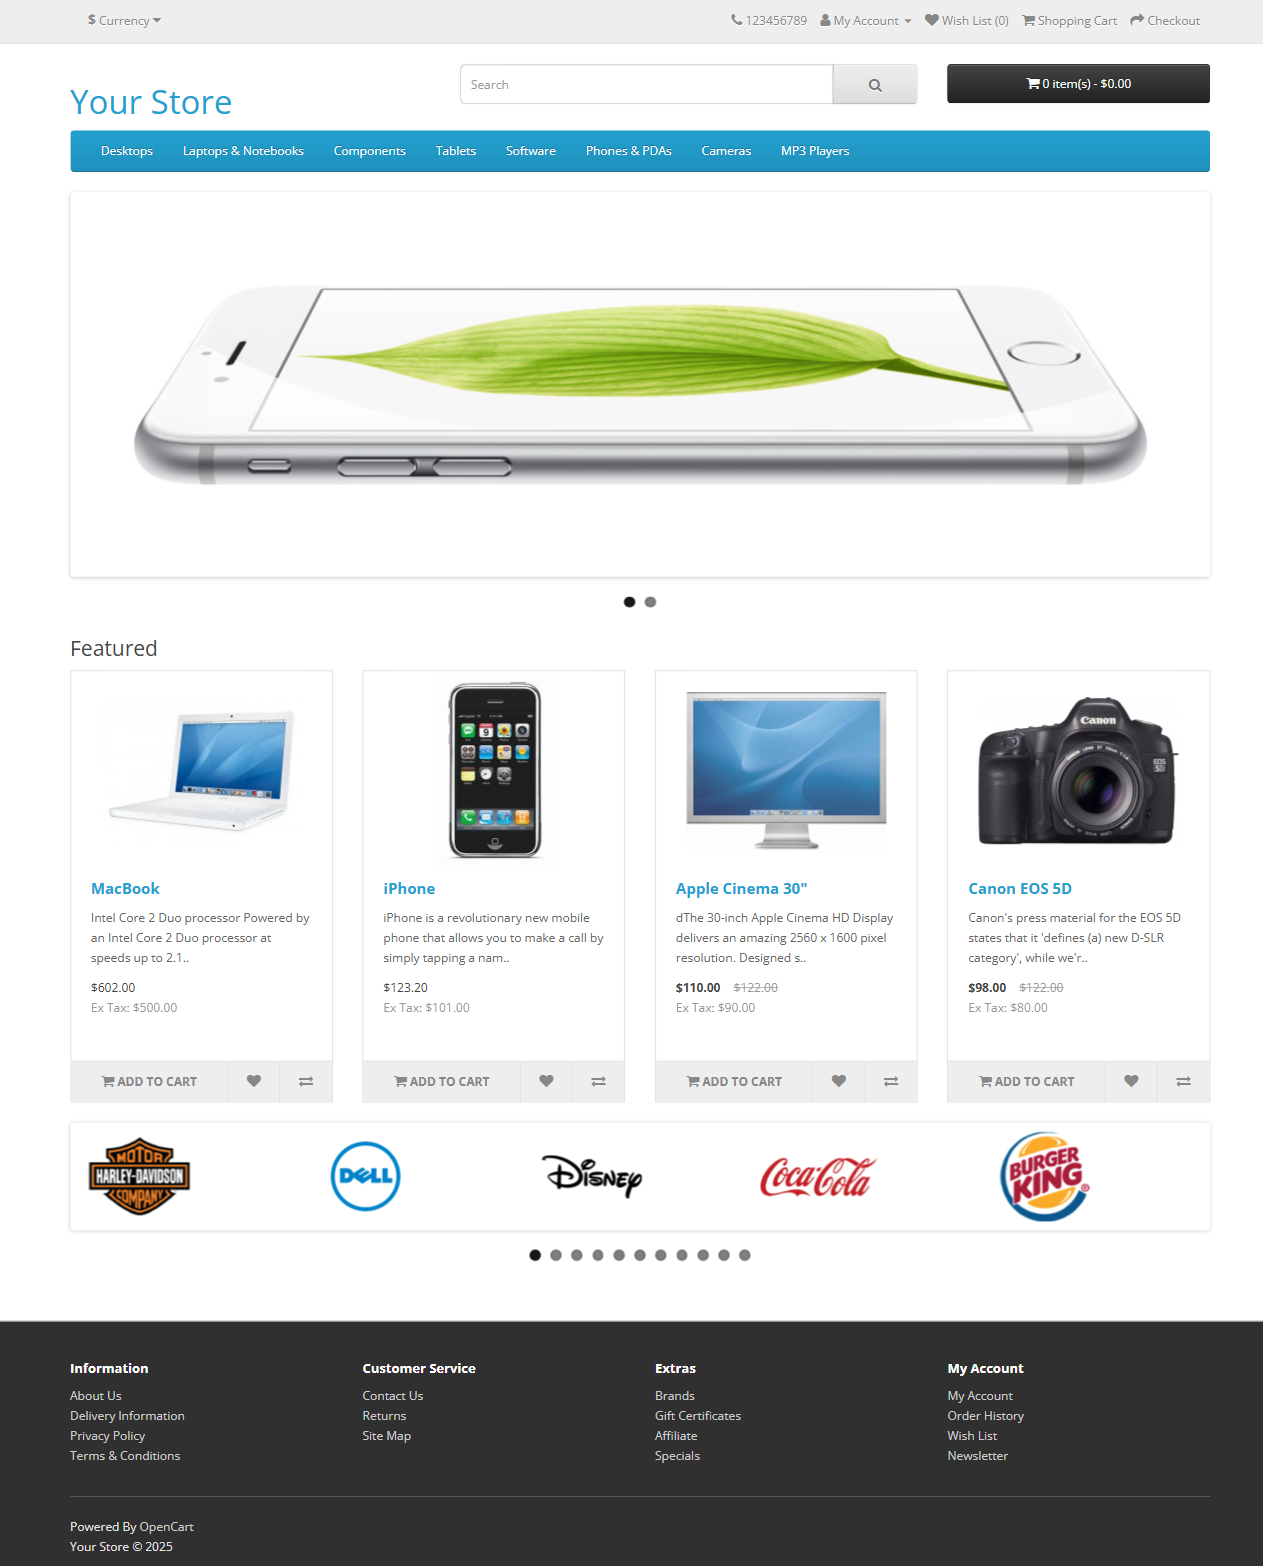 $ Currency
123456789 My Account Wish List (0) Shopping Cart Checkout
Your Store
Search
0 item(s) - $0.00
Desktops Laptops & Notebooks Components Tablets Software Phones & PDAs Cameras MP3 Players
Featured
Canon
EOS
5D
MacBook
Intel Core 2 Duo processor Powered by
an Intel Core 2 Duo processor at
speeds up to 2.1..
$602.00
Ex Tax: $500.00
ADD TO CART
iPhone
iPhone is a revolutionary new mobile
phone that allows you to make a call by
simply tapping a nam..
$123.20
Ex Tax: $101.00
ADD TO CART
Apple Cinema 30"
dThe 30-inch Apple Cinema HD Display
delivers an amazing 2560 x 1600 pixel
resolution. Designed s..
$110.00 $122.00
Ex Tax: $90.00
ADD TO CART
Canon EOS 5D
Canon's press material for the EOS 5D
states that it 'defines (a) new D-SLR
category', while we'r..
$98.00 $122.00
Ex Tax: $80.00
ADD TO CART
MOTOR
HARLEY-DAVIDSON
COMPANY
DELL
Disney
Coca-Cola
BURGER
KING
Information
About Us
Delivery Information
Privacy Policy
Terms & Conditions
Customer Service
Contact Us
Returns
Site Map
Extras
Brands
Gift Certificates
Affiliate
Specials
My Account
My Account
Order History
Wish List
Newsletter
Powered By OpenCart
Your Store © 2025